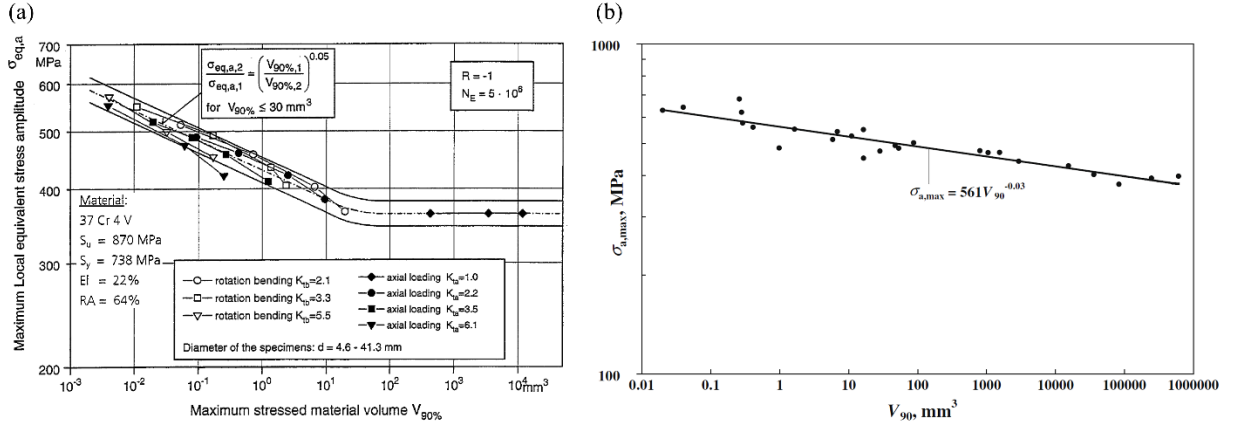 (a)
(b)
Maximum Local equivalent stress amplitude σeq,a
700
MPa
600
500
400
300
200
σeq,a,2 / σeq,a,1 = (V90%,1 / V90%,2)^0.05
for V90% ≤ 30 mm³
R = -1
NE = 5 · 10⁶
Material:
37 Cr 4 V
Su = 870 MPa
Sy = 738 MPa
El = 22%
RA = 64%
rotation bending Ktb=2.1
rotation bending Ktb=3.3
rotation bending Ktb=5.5
axial loading Kta=1.0
axial loading Kta=2.2
axial loading Kta=3.5
axial loading Kta=6.1
Diameter of the specimens: d = 4.6 - 41.3 mm
10⁻³ 10⁻² 10⁻¹ 10⁰ 10¹ 10² 10³ 10⁴ mm³
Maximum stressed material volume V90%
1000
σa,max, MPa
σa,max = 561V90^-0.03
100
0.01 0.1 1 10 100 1000 10000 100000 1000000
V90, mm³